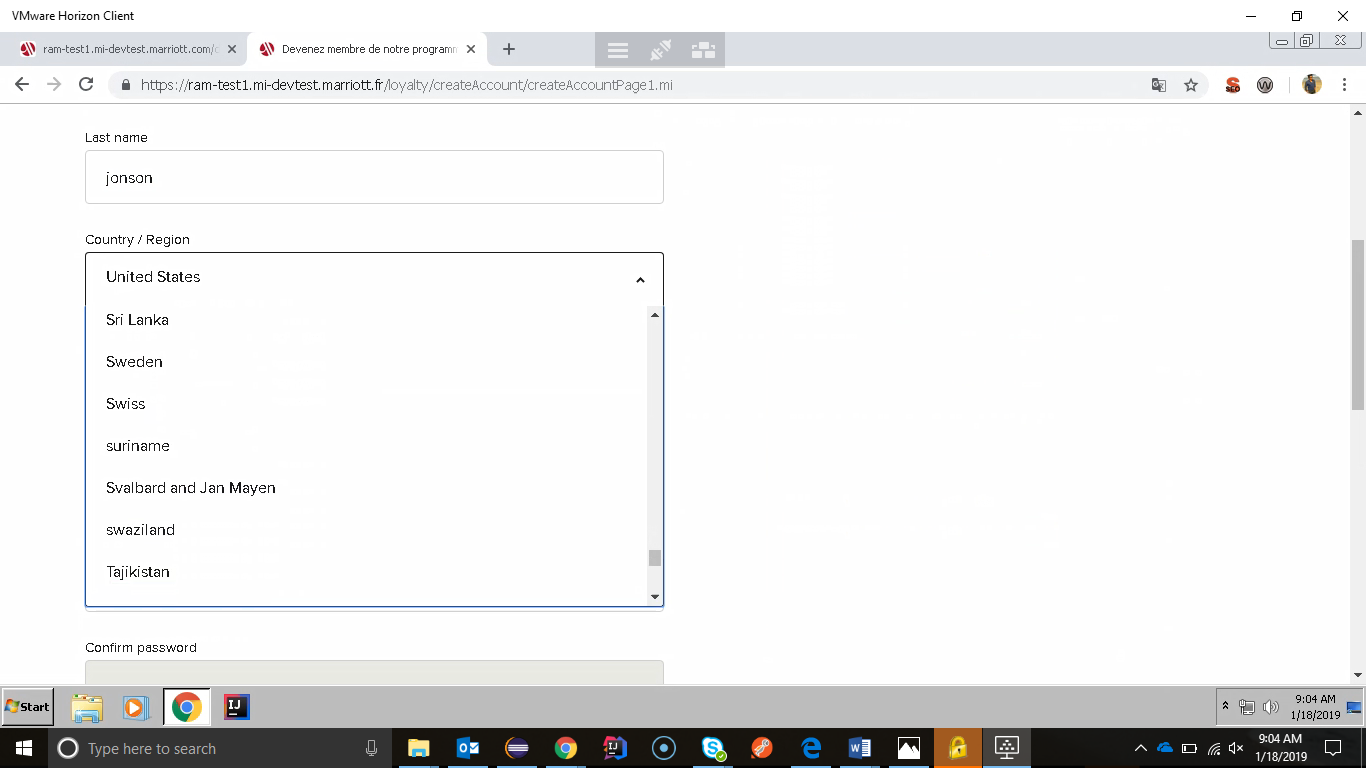 VMware Horizon Client
ram-test1.mi-devtest.marriott.com/c
Devenez membre de notre programm
https://ram-test1.mi-devtest.marriott.fr/loyalty/createAccount/createAccountPage1.mi
Last name
jonson
Country / Region
United States
Sri Lanka
Sweden
Swiss
suriname
Svalbard and Jan Mayen
swaziland
Tajikistan
Confirm password
Start
9:04 AM
1/18/2019
Type here to search
9:04 AM
1/18/2019